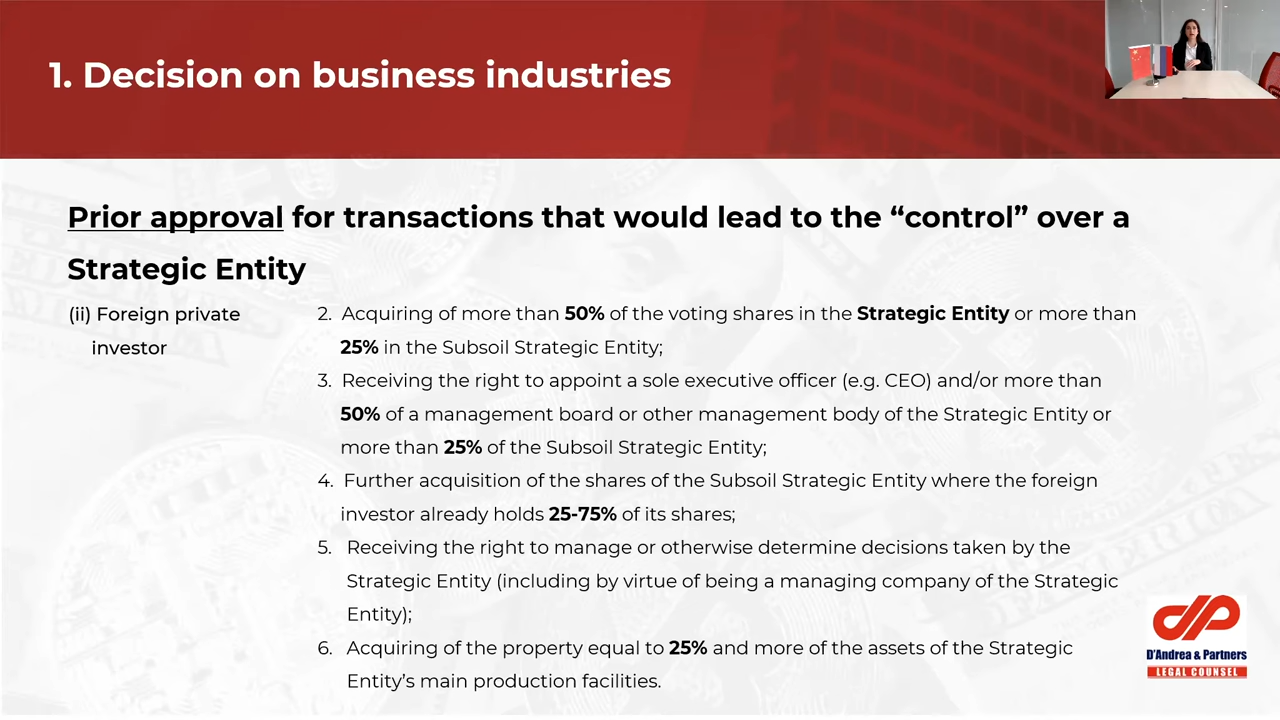 1. Decision on business industries
Prior approval for transactions that would lead to the “control” over a
Strategic Entity
(ii) Foreign private
investor
2. Acquiring of more than 50% of the voting shares in the Strategic Entity or more than
25% in the Subsoil Strategic Entity;
3. Receiving the right to appoint a sole executive officer (e.g. CEO) and/or more than
50% of a management board or other management body of the Strategic Entity or
more than 25% of the Subsoil Strategic Entity;
4. Further acquisition of the shares of the Subsoil Strategic Entity where the foreign
investor already holds 25-75% of its shares;
5. Receiving the right to manage or otherwise determine decisions taken by the
Strategic Entity (including by virtue of being a managing company of the Strategic
Entity);
6. Acquiring of the property equal to 25% and more of the assets of the Strategic
Entity’s main production facilities.
D'Andrea & Partners
LEGAL COUNSEL